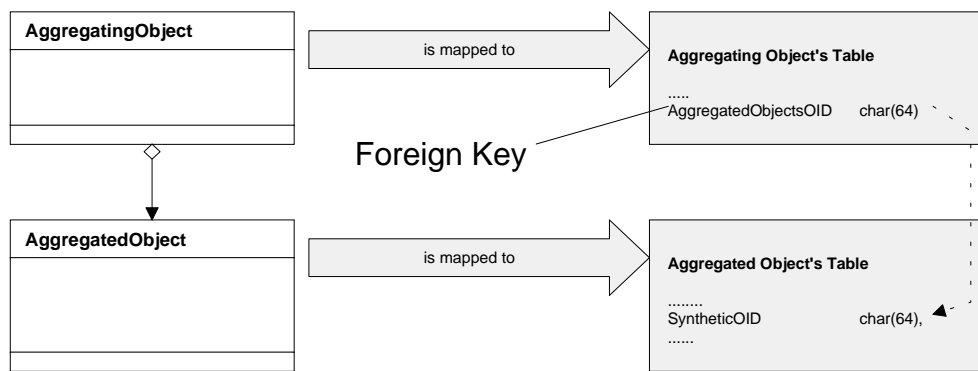 AggregatingObject
is mapped to
Aggregating Object's Table
.....
AggregatedObjectsOID char(64)
Foreign Key
AggregatedObject
is mapped to
Aggregated Object's Table
........
SyntheticOID char(64),
......